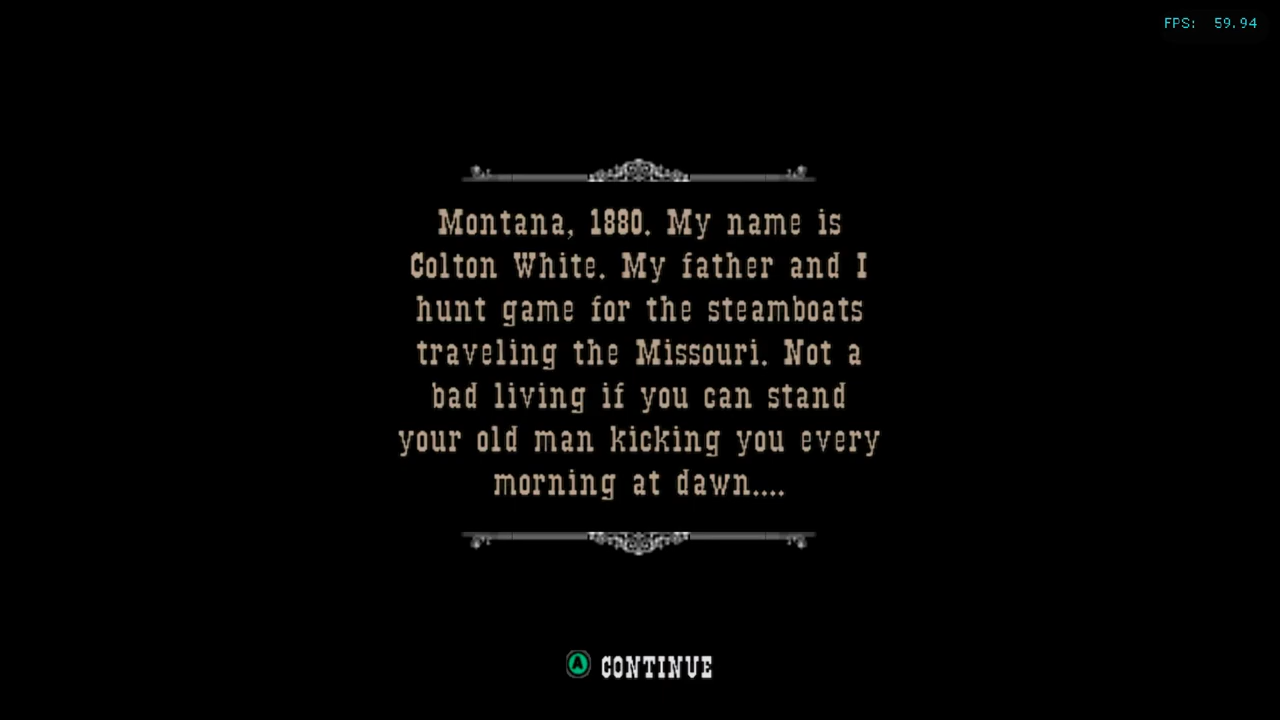 FPS: 59.94
Montana, 1880. My name is
Colton White. My father and I
hunt game for the steamboats
traveling the Missouri. Not a
bad living if you can stand
your old man kicking you every
morning at dawn....
A CONTINUE